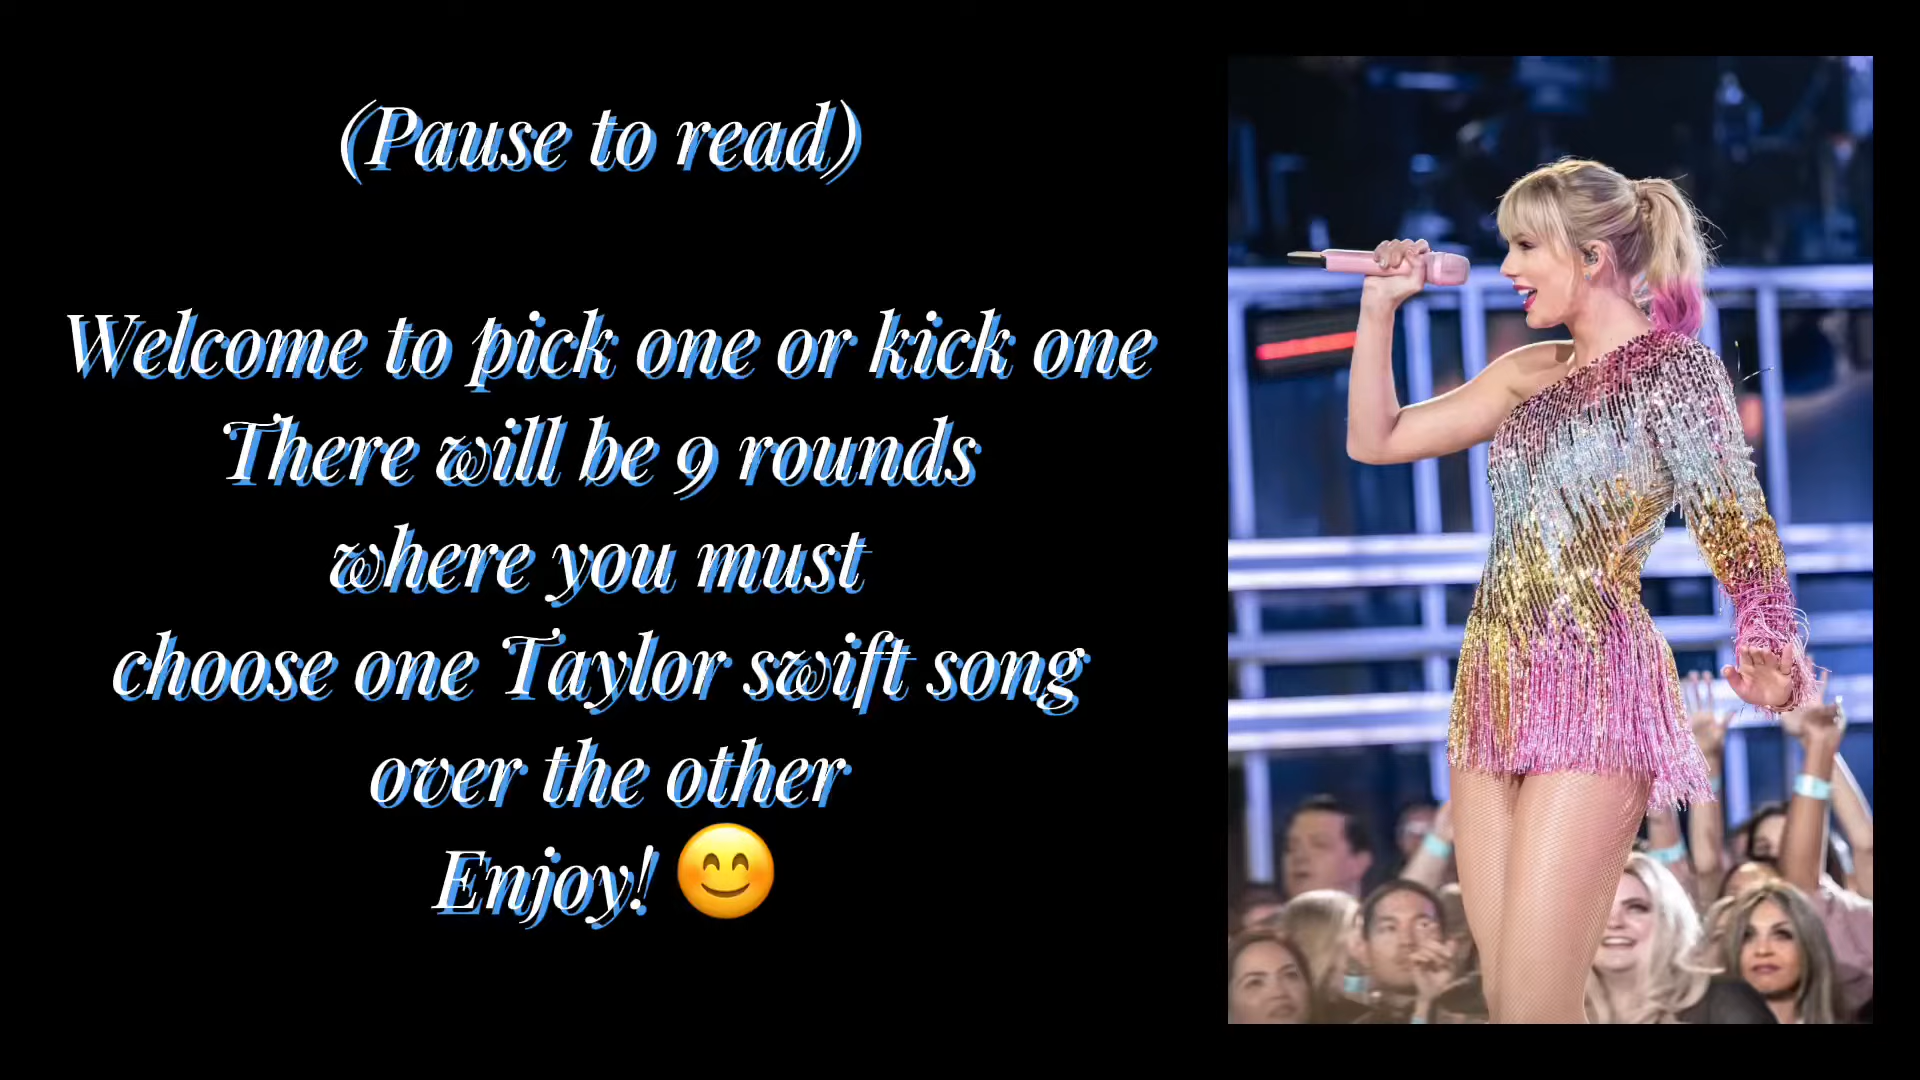 (Pause to read)
Welcome to pick one or kick one
There will be 9 rounds
where you must
choose one Taylor swift song
over the other
Enjoy! 😊